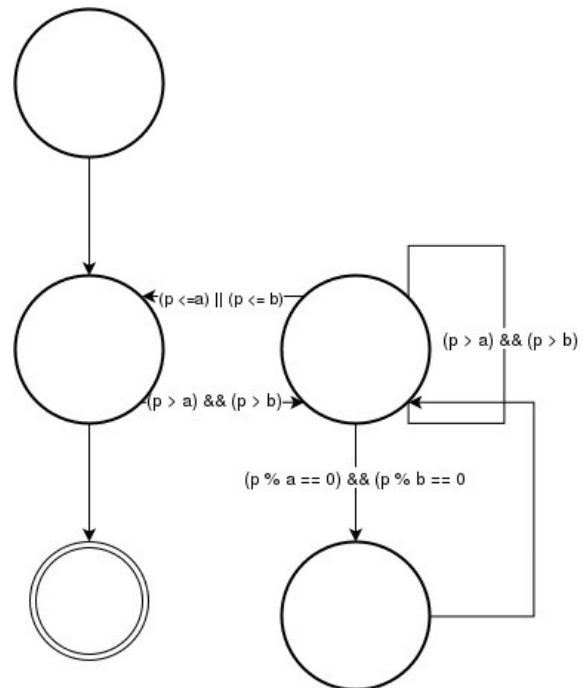 (p <=a) || (p <= b)
(p > a) && (p > b)
(p > a) && (p > b)
(p % a == 0) && (p % b == 0